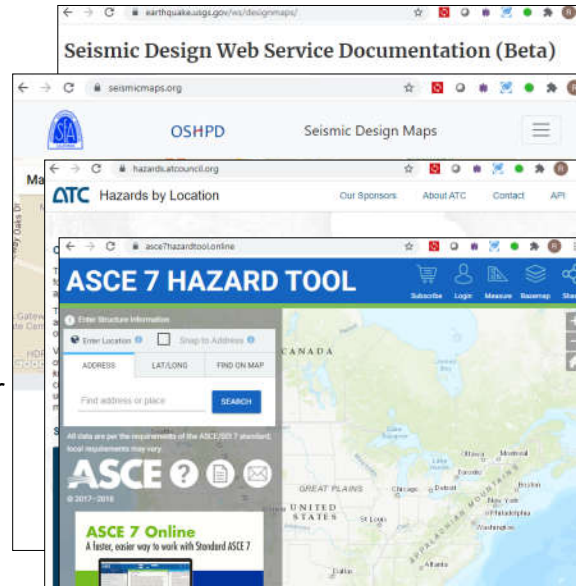 earthquake.usgs.gov/ws/designmaps/
Seismic Design Web Service Documentation (Beta)
seismicmaps.org
OSHPD
Seismic Design Maps
hazards.atcouncil.org
ATC Hazards by Location
Our Sponsors
About ATC
Contact
API
asce7hazardtool.online
ASCE 7 HAZARD TOOL
Subscribe
Login
Measure
Basemap
Enter Structure Information
Enter Location
Snap to Address
ADDRESS
LAT/LONG
FIND ON MAP
Find address or place
SEARCH
All data are per the requirements of the ASCE/SEI 7 standard;
local requirements may vary
ASCE
© 2017–2018
ASCE 7 Online
A faster, easier way to work with Standard ASCE 7
CANADA
GREAT PLAINS
UNITED
STATES
Chicago
Detroit
Toronto
Ottawa
Montreal
Boston
New York
Philadelphia
Washington
St Louis
APPALACHIAN MOUNTAINS
Atlanta
Dallas